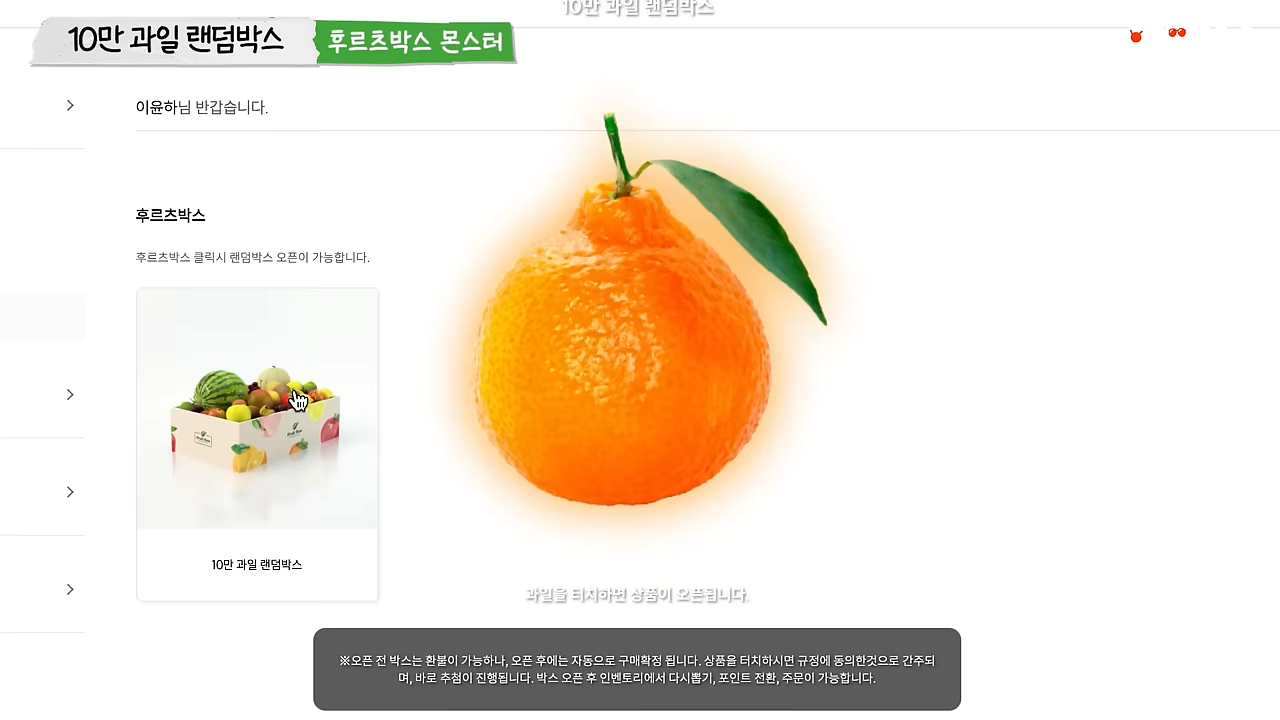 10만 과일 랜덤박스
10만 과일 랜덤박스 후르츠박스 몬스터
이윤하님 반갑습니다.
후르츠박스
후르츠박스 클릭시 랜덤박스 오픈이 가능합니다.
10만 과일 랜덤박스
과일을 터치하면 상품이 오픈됩니다.
※오픈 전 박스는 환불이 가능하나, 오픈 후에는 자동으로 구매확정 됩니다. 상품을 터치하시면 규정에 동의한것으로 간주되
며, 바로 추첨이 진행됩니다. 박스 오픈 후 인벤토리에서 다시뽑기, 포인트 전환, 주문이 가능합니다.